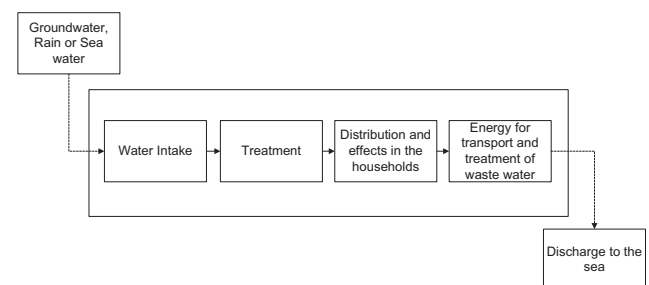 Groundwater,
Rain or Sea
water
Water Intake
Treatment
Distribution and
effects in the
households
Energy for
transport and
treatment of
waste water
Discharge to the
sea